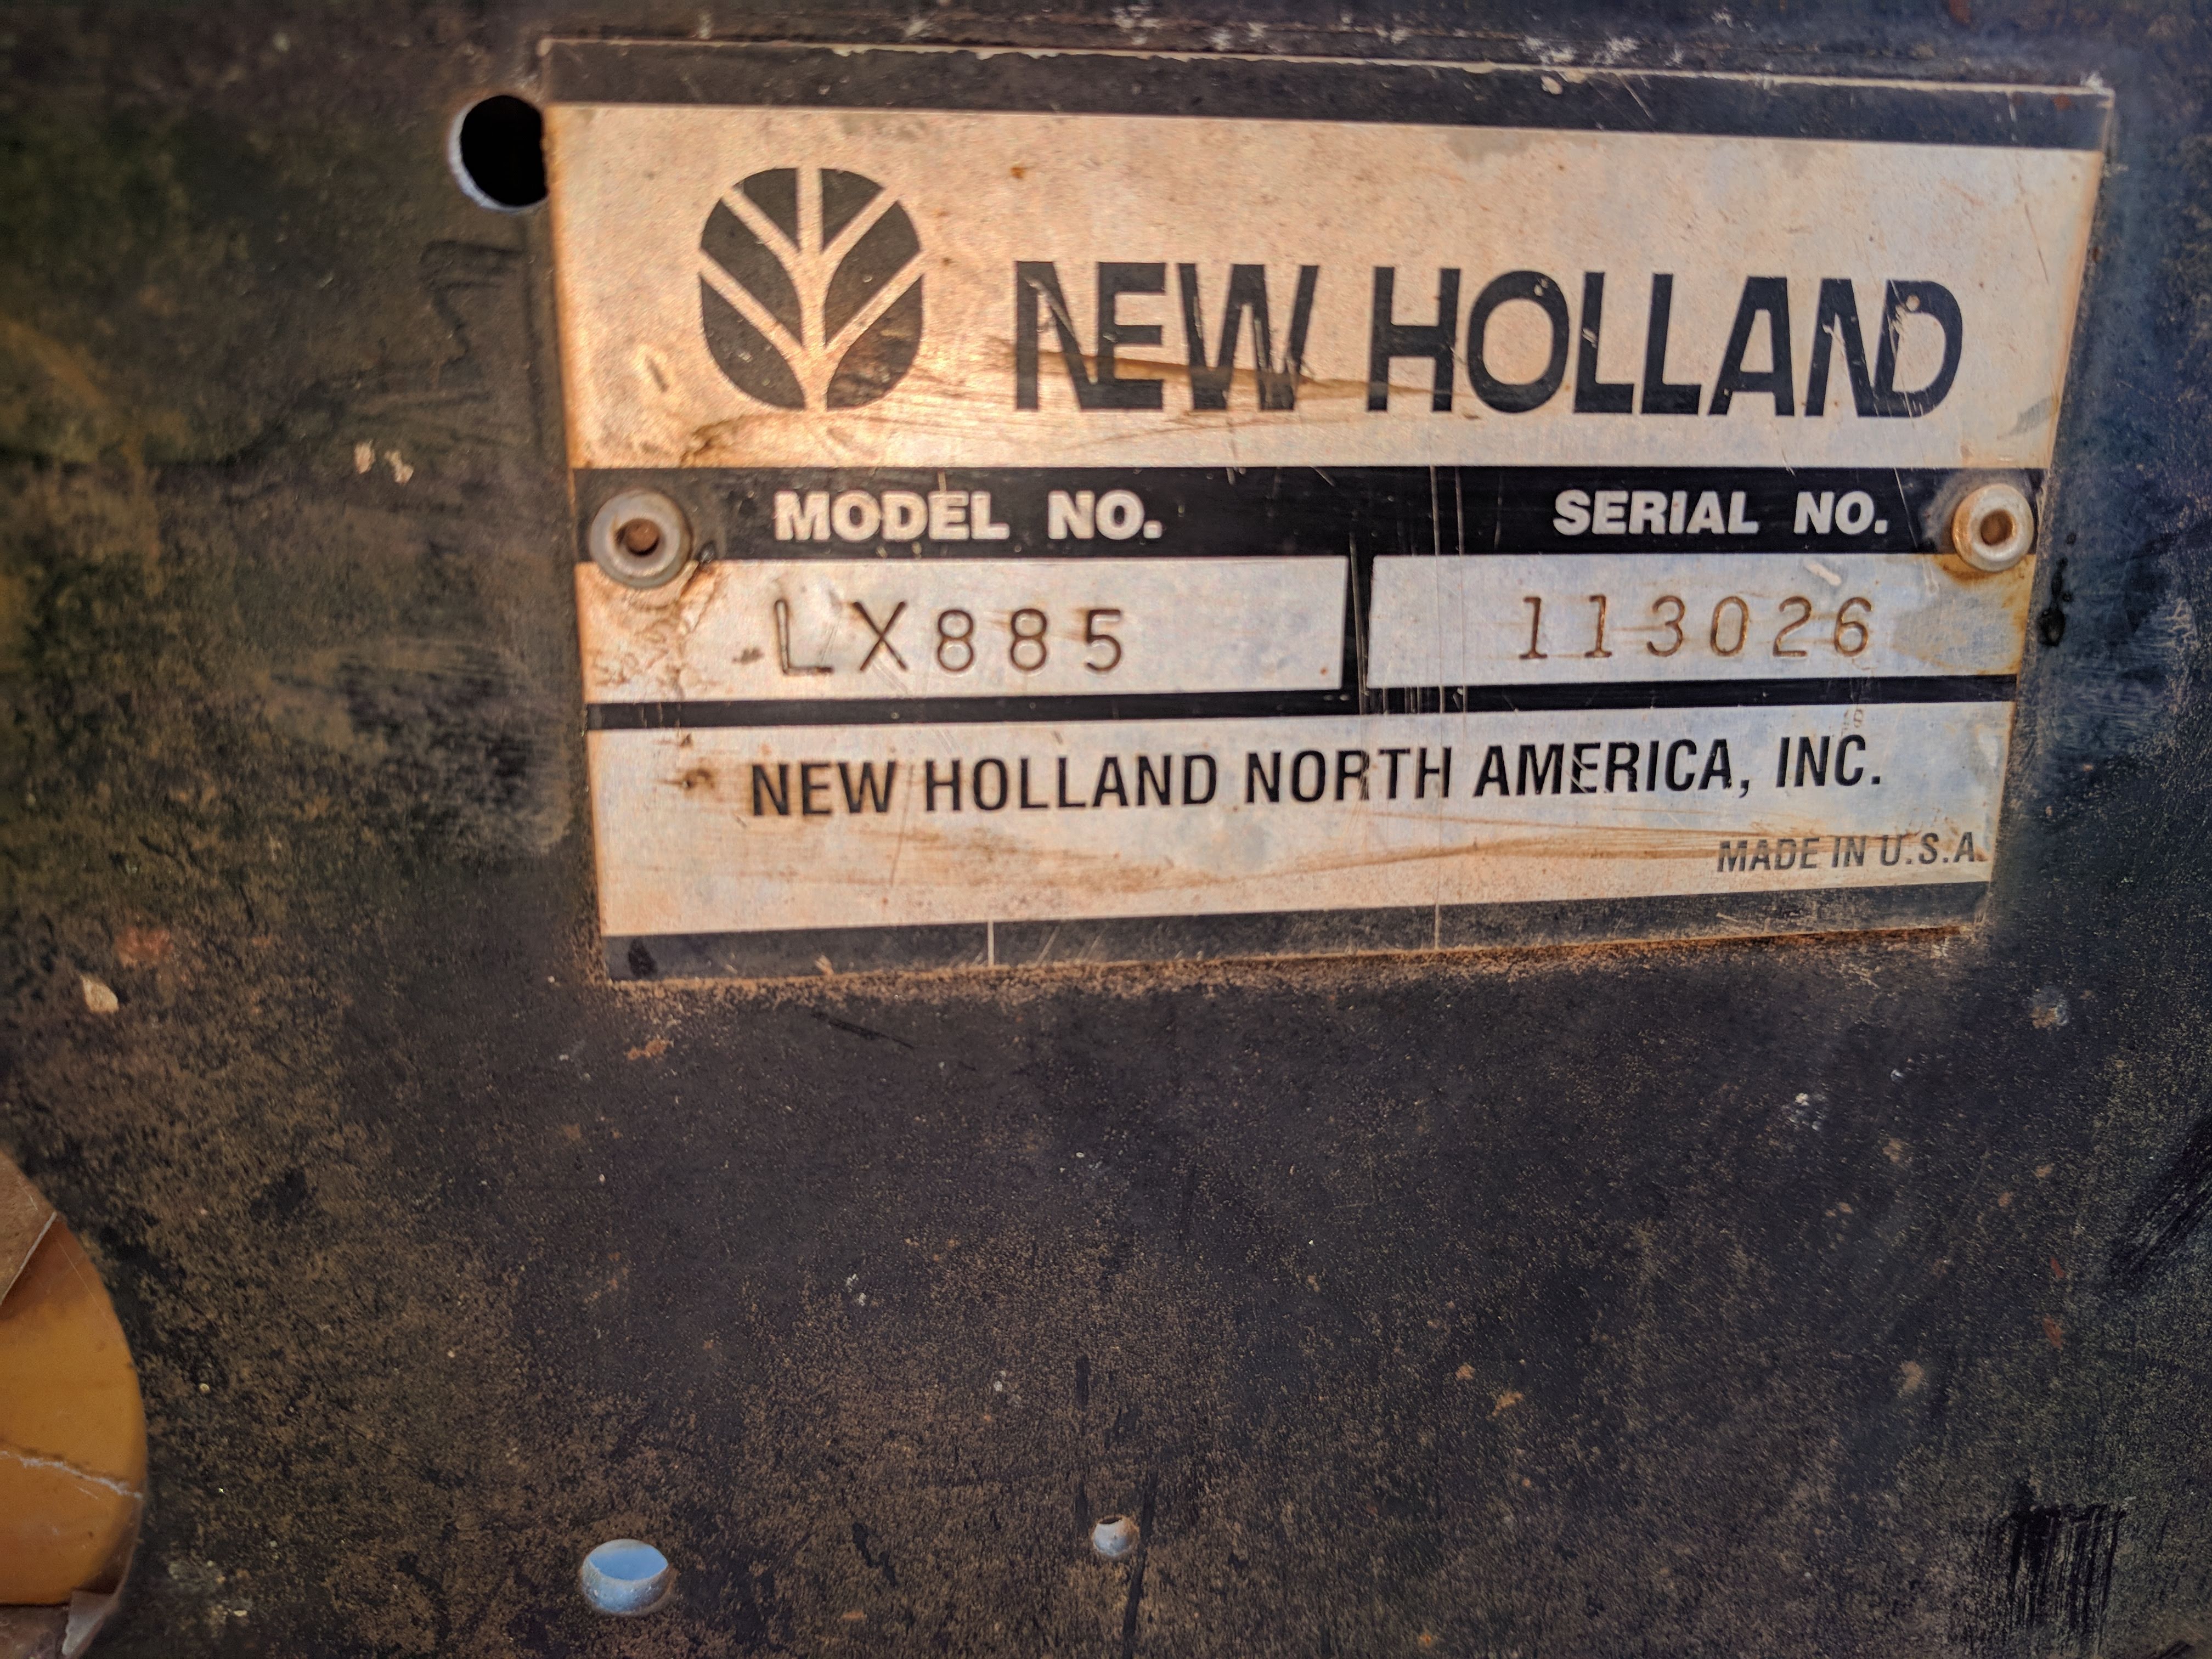 NEW HOLLAND
MODEL NO. SERIAL NO.
LX885 113026
NEW HOLLAND NORTH AMERICA, INC.
MADE IN U.S.A.